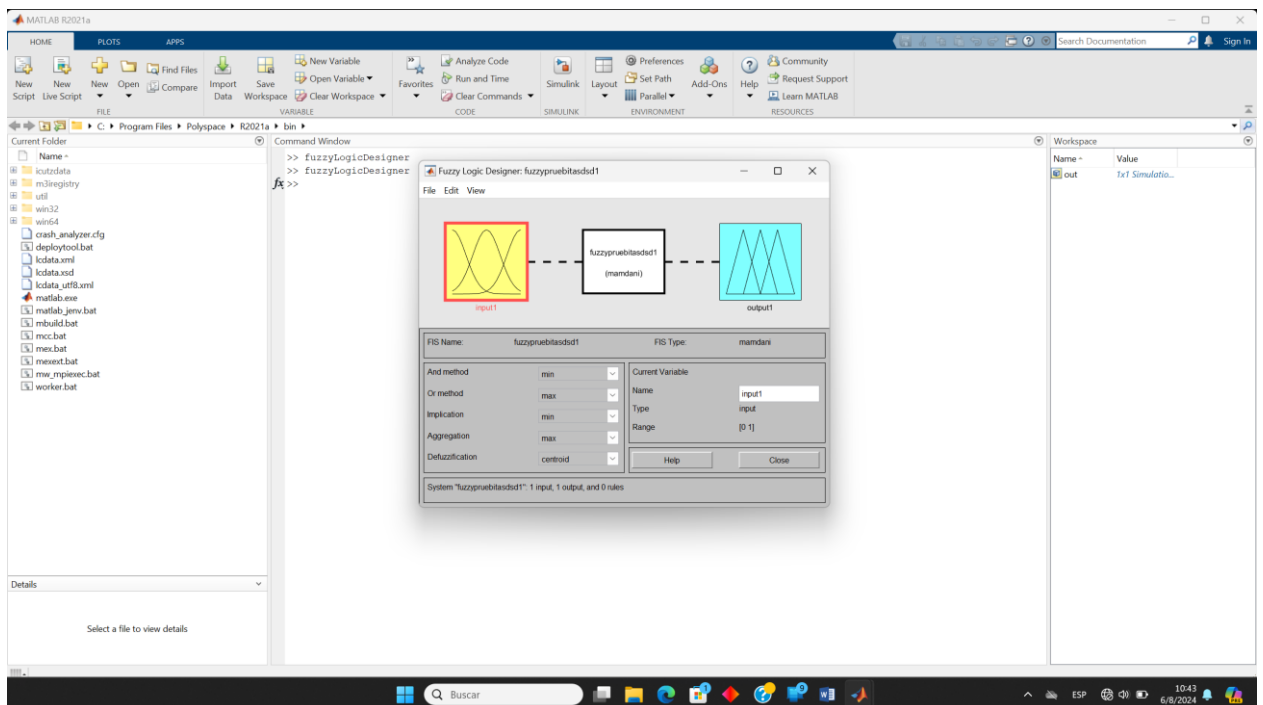 MATLAB R2021a
HOME PLOTS APPS
Search Documentation
Sign In
New Script
New Live Script
New
Open
Find Files
Compare
Import Data
Save Workspace
New Variable
Open Variable
Clear Workspace
Favorites
Analyze Code
Run and Time
Clear Commands
Simulink
Layout
Preferences
Set Path
Parallel
Add-Ons
Help
Community
Request Support
Learn MATLAB
FILE VARIABLE CODE SIMULINK ENVIRONMENT RESOURCES
C: Program Files Polyspace R2021a bin
Current Folder
Name
icutzdata
m3iregistry
util
win32
win64
crash_analyzer.cfg
deploytool.bat
lcdata.xml
lcdata.xsd
lcdata_utf8.xml
matlab.exe
matlab_jenv.bat
mbuild.bat
mcc.bat
mex.bat
mexext.bat
mw_mpiexec.bat
worker.bat
Details
Select a file to view details
Command Window
>> fuzzyLogicDesigner
>> fuzzyLogicDesigner
fx >>
Fuzzy Logic Designer: fuzzypruebitasdsd1
File Edit View
fuzzypruebitasdsd1
(mamdani)
input1
output1
FIS Name: fuzzypruebitasdsd1 FIS Type: mamdani
And method min
Or method max
Implication min
Aggregation max
Defuzzification centroid
Current Variable
Name input1
Type input
Range [0 1]
Help Close
System "fuzzypruebitasdsd1": 1 input, 1 output, and 0 rules
Workspace
Name Value
out 1x1 Simulatio...
Buscar
9
ESP
10:43
6/8/2024